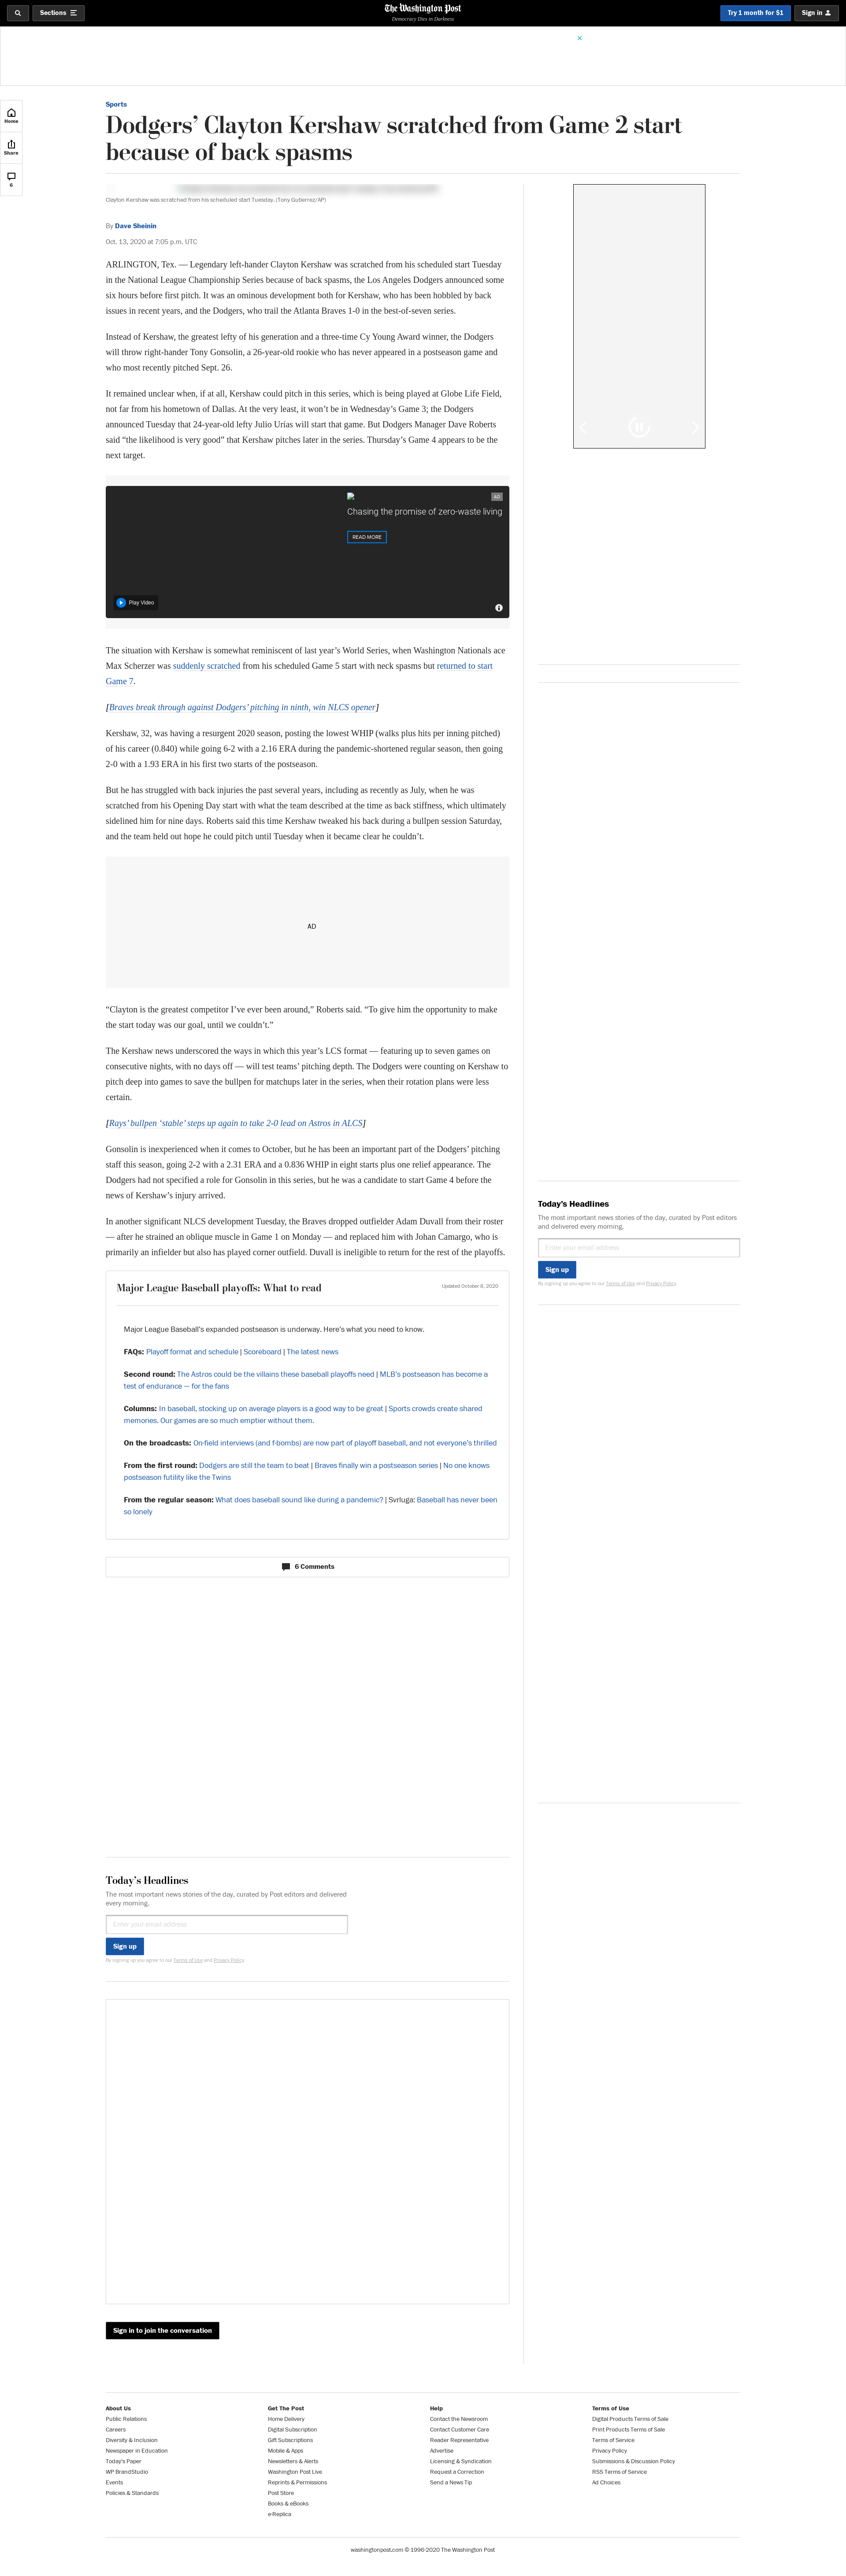 Sections
The Washington Post
Democracy Dies in Darkness
Try 1 month for $1
Sign in
Home
Share
6
Sports
Dodgers’ Clayton Kershaw scratched from Game 2 start
because of back spasms
Clayton Kershaw was scratched from his scheduled start Tuesday. (Tony Gutierrez/AP)
By Dave Sheinin
Oct. 13, 2020 at 7:05 p.m. UTC
ARLINGTON, Tex. — Legendary left-hander Clayton Kershaw was scratched from his scheduled start Tuesday
in the National League Championship Series because of back spasms, the Los Angeles Dodgers announced some
six hours before first pitch. It was an ominous development both for Kershaw, who has been hobbled by back
issues in recent years, and the Dodgers, who trail the Atlanta Braves 1-0 in the best-of-seven series.
Instead of Kershaw, the greatest lefty of his generation and a three-time Cy Young Award winner, the Dodgers
will throw right-hander Tony Gonsolin, a 26-year-old rookie who has never appeared in a postseason game and
who most recently pitched Sept. 26.
It remained unclear when, if at all, Kershaw could pitch in this series, which is being played at Globe Life Field,
not far from his hometown of Dallas. At the very least, it won’t be in Wednesday’s Game 3; the Dodgers
announced Tuesday that 24-year-old lefty Julio Urías will start that game. But Dodgers Manager Dave Roberts
said “the likelihood is very good” that Kershaw pitches later in the series. Thursday’s Game 4 appears to be the
next target.
AD
Chasing the promise of zero-waste living
READ MORE
Play Video
The situation with Kershaw is somewhat reminiscent of last year’s World Series, when Washington Nationals ace
Max Scherzer was suddenly scratched from his scheduled Game 5 start with neck spasms but returned to start
Game 7.
[Braves break through against Dodgers’ pitching in ninth, win NLCS opener]
Kershaw, 32, was having a resurgent 2020 season, posting the lowest WHIP (walks plus hits per inning pitched)
of his career (0.840) while going 6-2 with a 2.16 ERA during the pandemic-shortened regular season, then going
2-0 with a 1.93 ERA in his first two starts of the postseason.
But he has struggled with back injuries the past several years, including as recently as July, when he was
scratched from his Opening Day start with what the team described at the time as back stiffness, which ultimately
sidelined him for nine days. Roberts said this time Kershaw tweaked his back during a bullpen session Saturday,
and the team held out hope he could pitch until Tuesday when it became clear he couldn’t.
AD
“Clayton is the greatest competitor I’ve ever been around,” Roberts said. “To give him the opportunity to make
the start today was our goal, until we couldn’t.”
The Kershaw news underscored the ways in which this year’s LCS format — featuring up to seven games on
consecutive nights, with no days off — will test teams’ pitching depth. The Dodgers were counting on Kershaw to
pitch deep into games to save the bullpen for matchups later in the series, when their rotation plans were less
certain.
[Rays’ bullpen ‘stable’ steps up again to take 2-0 lead on Astros in ALCS]
Gonsolin is inexperienced when it comes to October, but he has been an important part of the Dodgers’ pitching
staff this season, going 2-2 with a 2.31 ERA and a 0.836 WHIP in eight starts plus one relief appearance. The
Dodgers had not specified a role for Gonsolin in this series, but he was a candidate to start Game 4 before the
news of Kershaw’s injury arrived.
In another significant NLCS development Tuesday, the Braves dropped outfielder Adam Duvall from their roster
— after he strained an oblique muscle in Game 1 on Monday — and replaced him with Johan Camargo, who is
primarily an infielder but also has played corner outfield. Duvall is ineligible to return for the rest of the playoffs.
Major League Baseball playoffs: What to read
Updated October 8, 2020
Major League Baseball’s expanded postseason is underway. Here’s what you need to know.
FAQs: Playoff format and schedule | Scoreboard | The latest news
Second round: The Astros could be the villains these baseball playoffs need | MLB’s postseason has become a
test of endurance — for the fans
Columns: In baseball, stocking up on average players is a good way to be great | Sports crowds create shared
memories. Our games are so much emptier without them.
On the broadcasts: On-field interviews (and f-bombs) are now part of playoff baseball, and not everyone’s thrilled
From the first round: Dodgers are still the team to beat | Braves finally win a postseason series | No one knows
postseason futility like the Twins
From the regular season: What does baseball sound like during a pandemic? | Svrluga: Baseball has never been
so lonely
6 Comments
Today’s Headlines
The most important news stories of the day, curated by Post editors and delivered
every morning.
Enter your email address
Sign up
By signing up you agree to our Terms of Use and Privacy Policy
Sign in to join the conversation
Today’s Headlines
The most important news stories of the day, curated by Post editors
and delivered every morning.
Enter your email address
Sign up
By signing up you agree to our Terms of Use and Privacy Policy
About Us
Public Relations
Careers
Diversity & Inclusion
Newspaper in Education
Today's Paper
WP BrandStudio
Events
Policies & Standards
Get The Post
Home Delivery
Digital Subscription
Gift Subscriptions
Mobile & Apps
Newsletters & Alerts
Washington Post Live
Reprints & Permissions
Post Store
Books & eBooks
e-Replica
Help
Contact the Newsroom
Contact Customer Care
Reader Representative
Advertise
Licensing & Syndication
Request a Correction
Send a News Tip
Terms of Use
Digital Products Terms of Sale
Print Products Terms of Sale
Terms of Service
Privacy Policy
Submissions & Discussion Policy
RSS Terms of Service
Ad Choices
washingtonpost.com © 1996-2020 The Washington Post